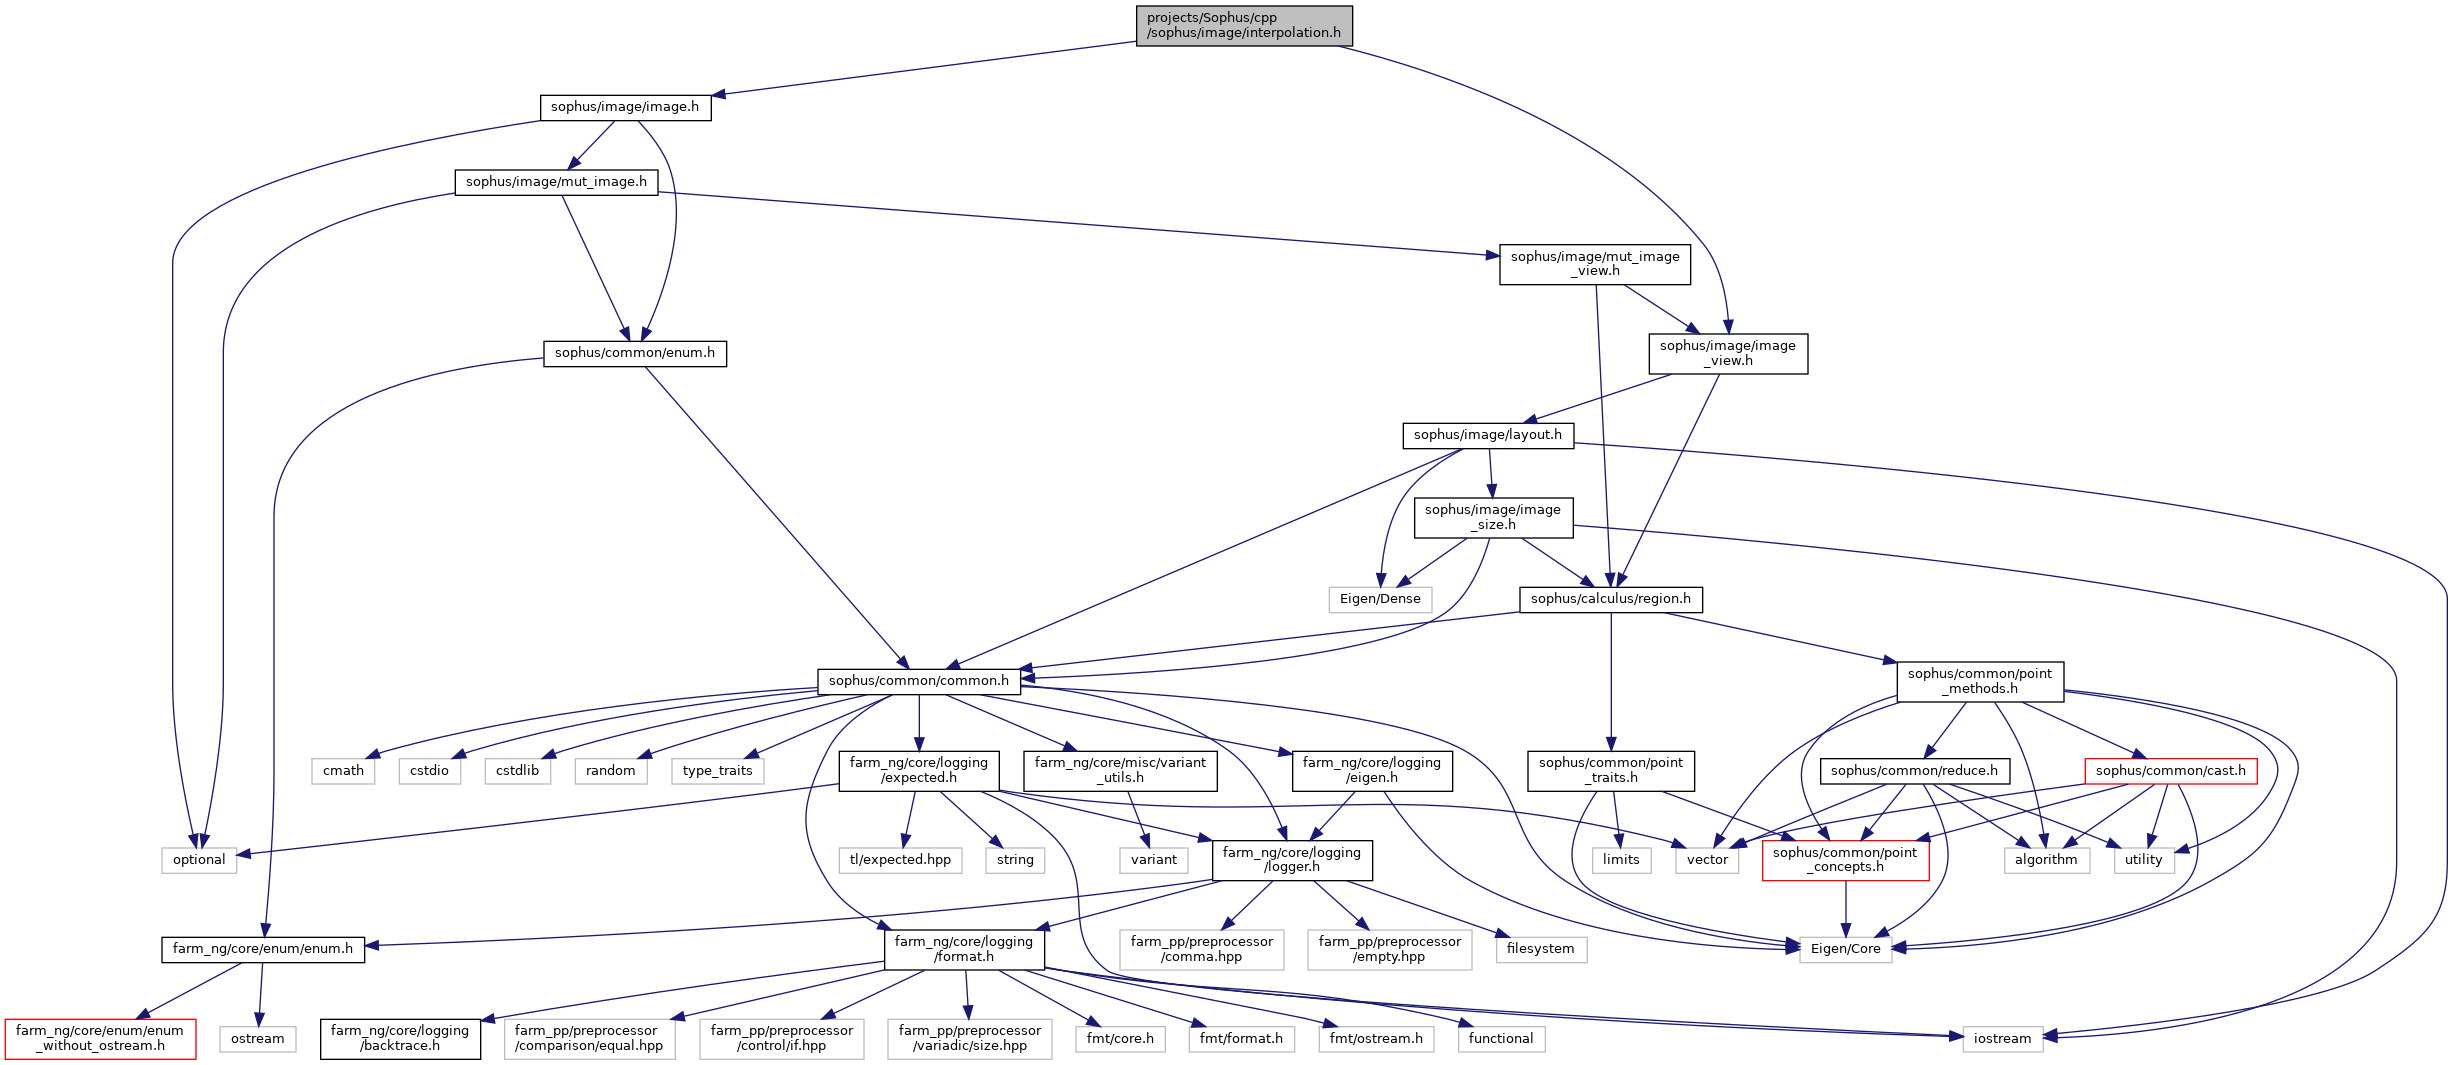 projects/Sophus/cpp
/sophus/image/interpolation.h
sophus/image/image.h
sophus/image/mut_image.h
sophus/image/mut_image
_view.h
sophus/common/enum.h
sophus/image/image
_view.h
sophus/image/layout.h
sophus/image/image
_size.h
Eigen/Dense
sophus/calculus/region.h
sophus/common/common.h
sophus/common/point
_methods.h
cmath
cstdio
cstdlib
random
type_traits
farm_ng/core/logging
/expected.h
farm_ng/core/misc/variant
_utils.h
farm_ng/core/logging
/eigen.h
sophus/common/point
_traits.h
sophus/common/reduce.h
sophus/common/cast.h
optional
tl/expected.hpp
string
variant
farm_ng/core/logging
/logger.h
limits
vector
sophus/common/point
_concepts.h
algorithm
utility
farm_ng/core/enum/enum.h
farm_ng/core/logging
/format.h
farm_pp/preprocessor
/comma.hpp
farm_pp/preprocessor
/empty.hpp
filesystem
Eigen/Core
farm_ng/core/enum/enum
_without_ostream.h
ostream
farm_ng/core/logging
/backtrace.h
farm_pp/preprocessor
/comparison/equal.hpp
farm_pp/preprocessor
/control/if.hpp
farm_pp/preprocessor
/variadic/size.hpp
fmt/core.h
fmt/format.h
fmt/ostream.h
functional
iostream